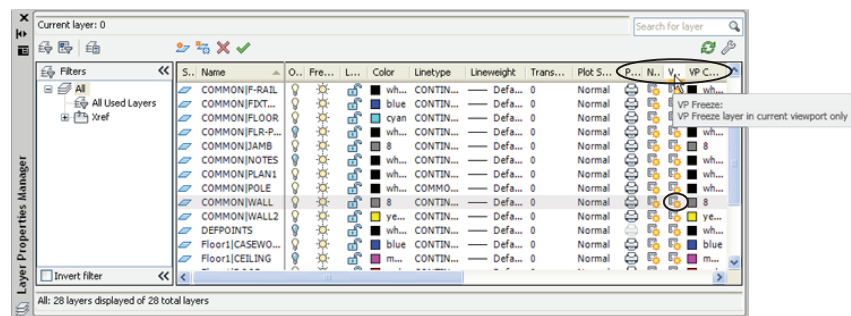 Current layer: 0
Search for layer
Filters
All
All Used Layers
Xref
Invert filter
S.. Name O.. Fre... L... Color Linetype Lineweight Trans... Plot S... P... N.. V.. VP C...
COMMON|F-RAIL wh... CONTIN... Defa... 0 Normal wh...
COMMON|FIXT... blue CONTIN... Defa... 0 Normal
COMMON|FLOOR cyan CONTIN... Defa... 0 Normal
COMMON|FLR-P... wh... CONTIN... Defa... 0 Normal wh...
COMMON|JAMB 8 CONTIN... Defa... 0 Normal 8
COMMON|NOTES wh... CONTIN... Defa... 0 Normal wh...
COMMON|PLAN1 wh... CONTIN... Defa... 0 Normal wh...
COMMON|POLE wh... COMMO... Defa... 0 Normal wh...
COMMON|WALL 8 CONTIN... Defa... 0 Normal 8
COMMON|WALL2 ye... CONTIN... Defa... 0 Normal ye...
DEFPOINTS wh... CONTIN... Defa... 0 Normal wh...
Floor1|CASEWO... blue CONTIN... Defa... 0 Normal blue
Floor1|CEILING m... CONTIN... Defa... 0 Normal m...
VP Freeze:
VP Freeze layer in current viewport only
All: 28 layers displayed of 28 total layers
Layer Properties Manager